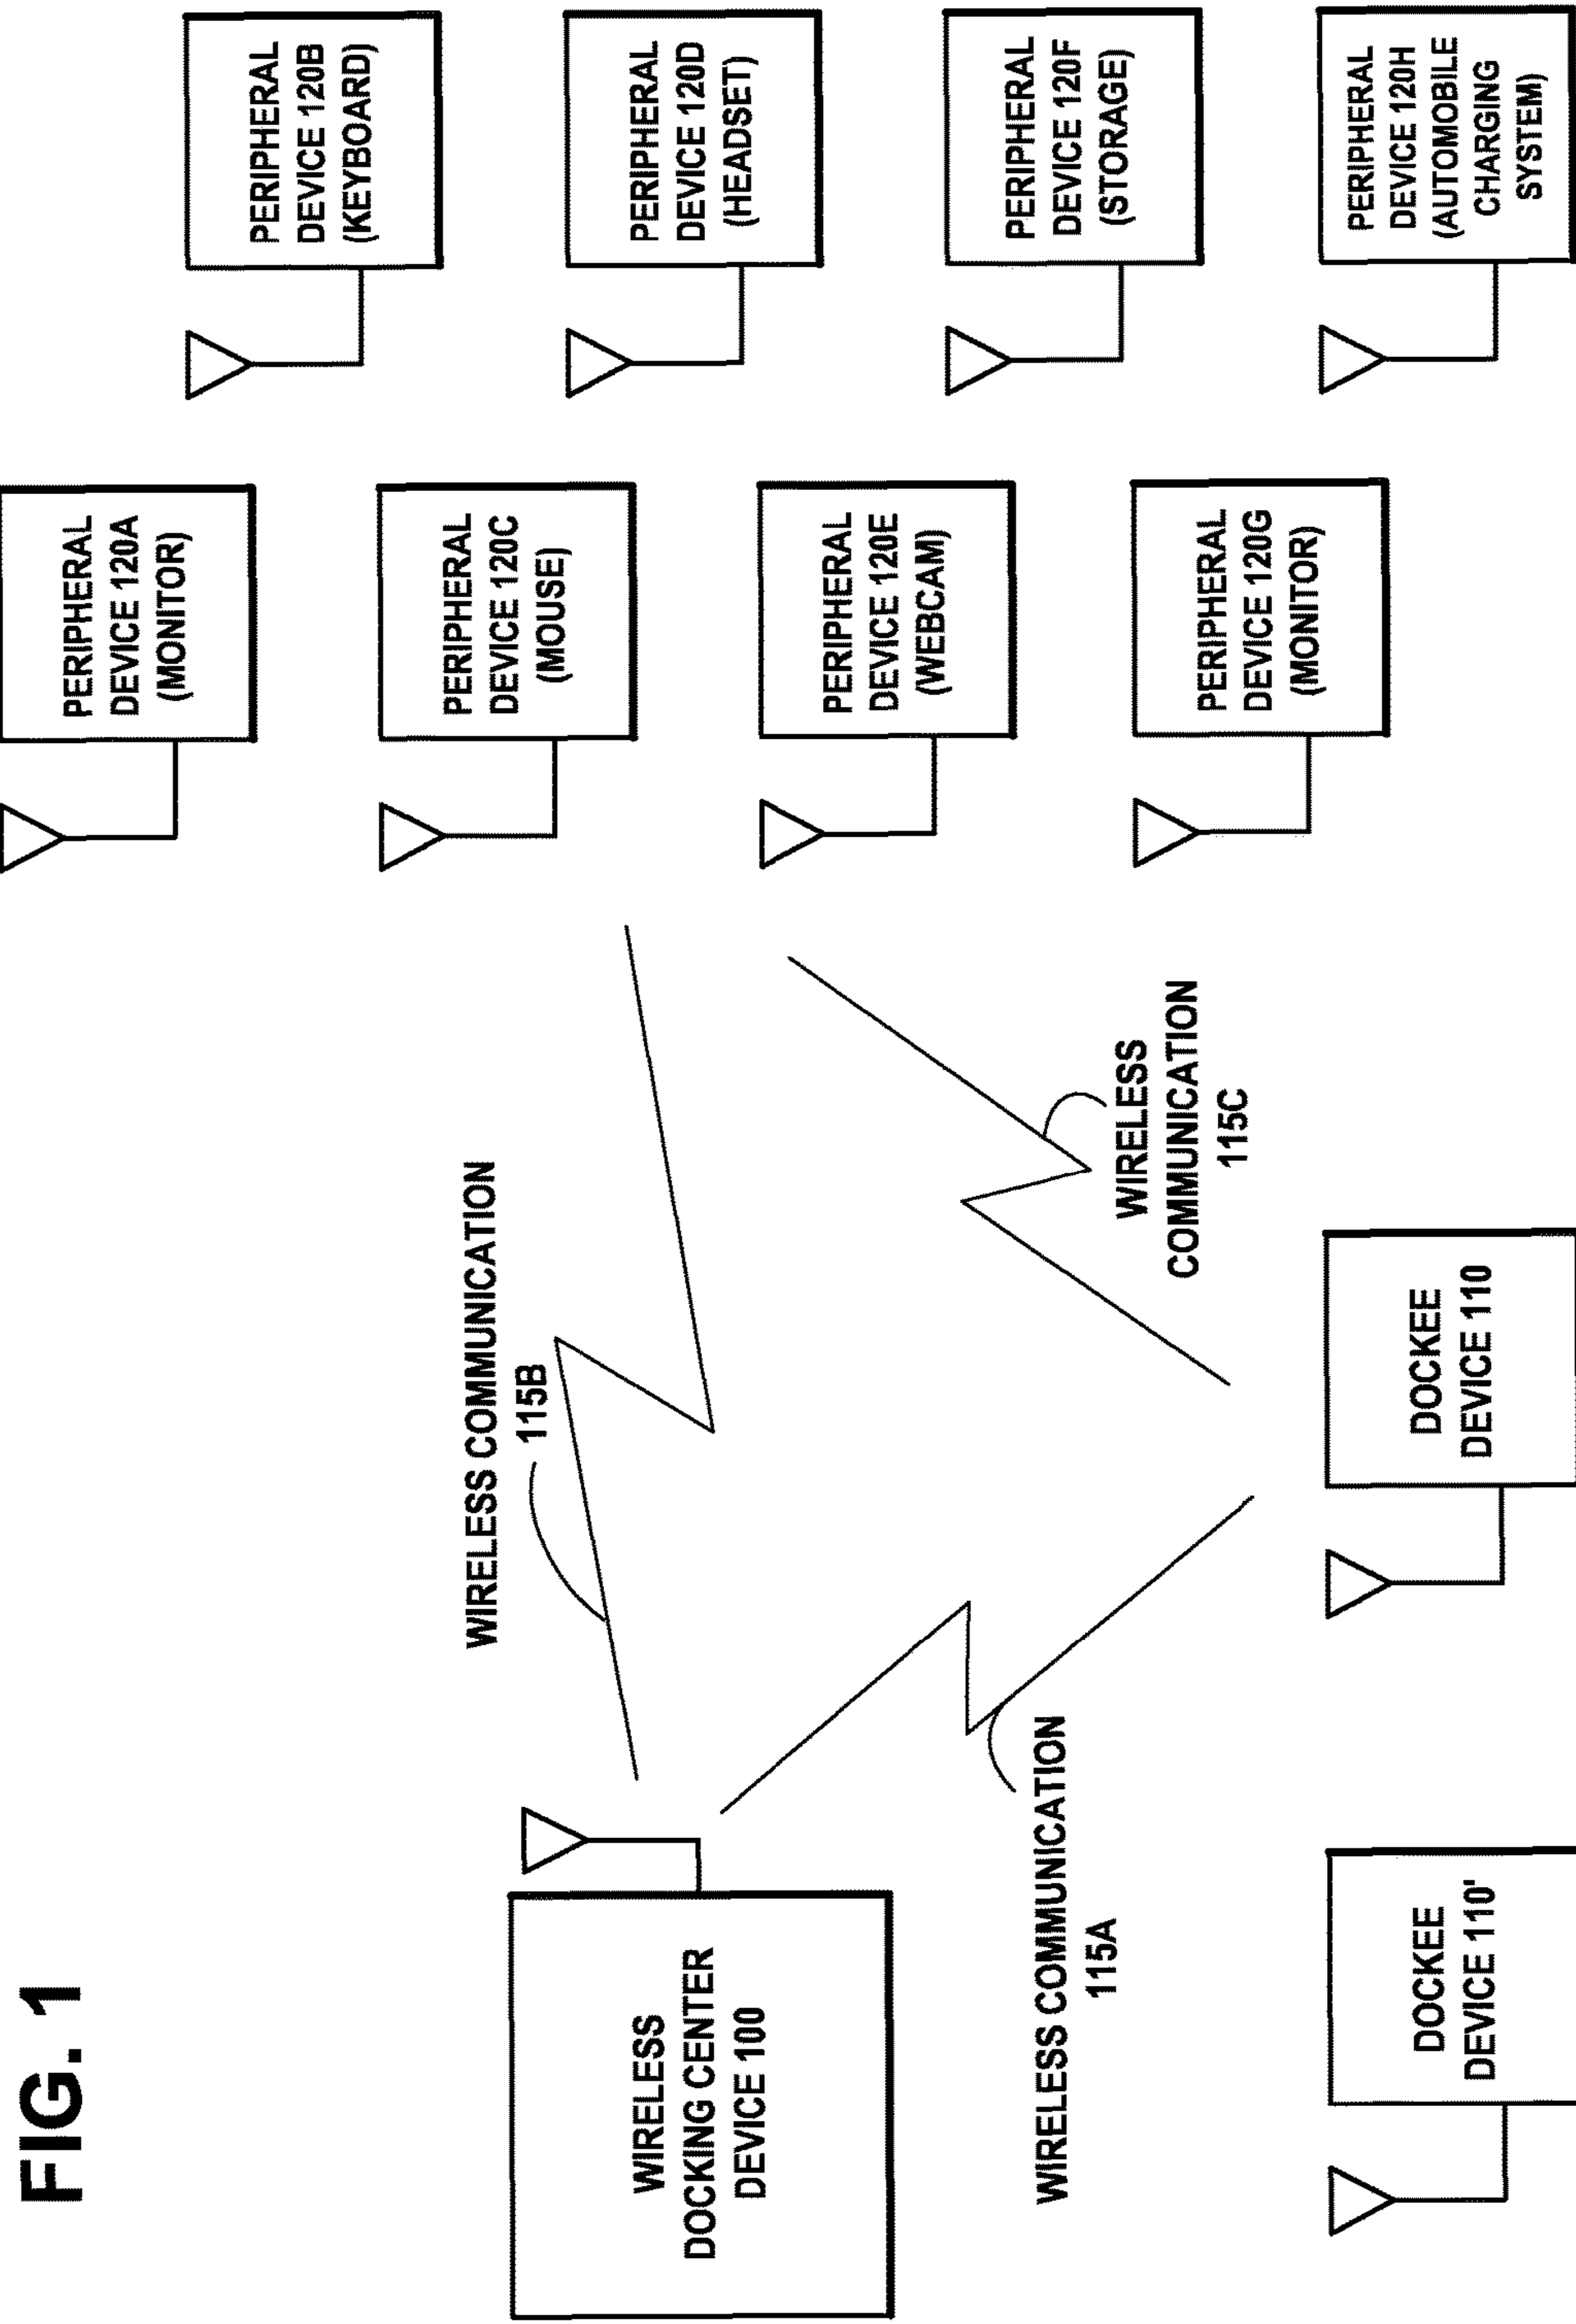 FIG. 1
WIRELESS
DOCKING CENTER
DEVICE 100
WIRELESS COMMUNICATION
115B
WIRELESS COMMUNICATION
115A
WIRELESS
COMMUNICATION
115C
DOCKEE
DEVICE 110'
DOCKEE
DEVICE 110
PERIPHERAL
DEVICE 120A
(MONITOR)
PERIPHERAL
DEVICE 120B
(KEYBOARD)
PERIPHERAL
DEVICE 120C
(MOUSE)
PERIPHERAL
DEVICE 120D
(HEADSET)
PERIPHERAL
DEVICE 120E
(WEBCAM)
PERIPHERAL
DEVICE 120F
(STORAGE)
PERIPHERAL
DEVICE 120G
(MONITOR)
PERIPHERAL
DEVICE 120H
(AUTOMOBILE
CHARGING
SYSTEM)